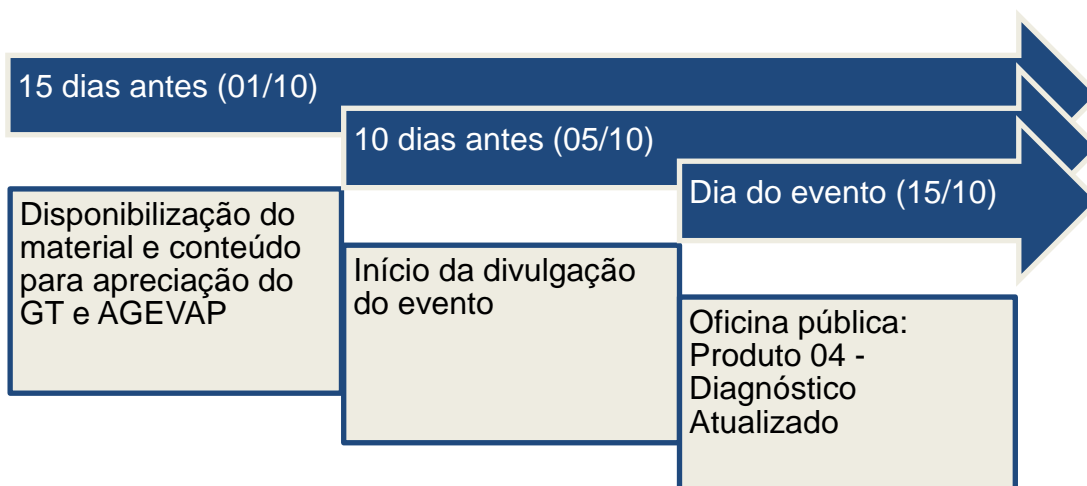 15 dias antes (01/10)
10 dias antes (05/10)
Dia do evento (15/10)
Disponibilização do
material e conteúdo
para apreciação do
GT e AGEVAP
Início da divulgação
do evento
Oficina pública:
Produto 04 -
Diagnóstico
Atualizado